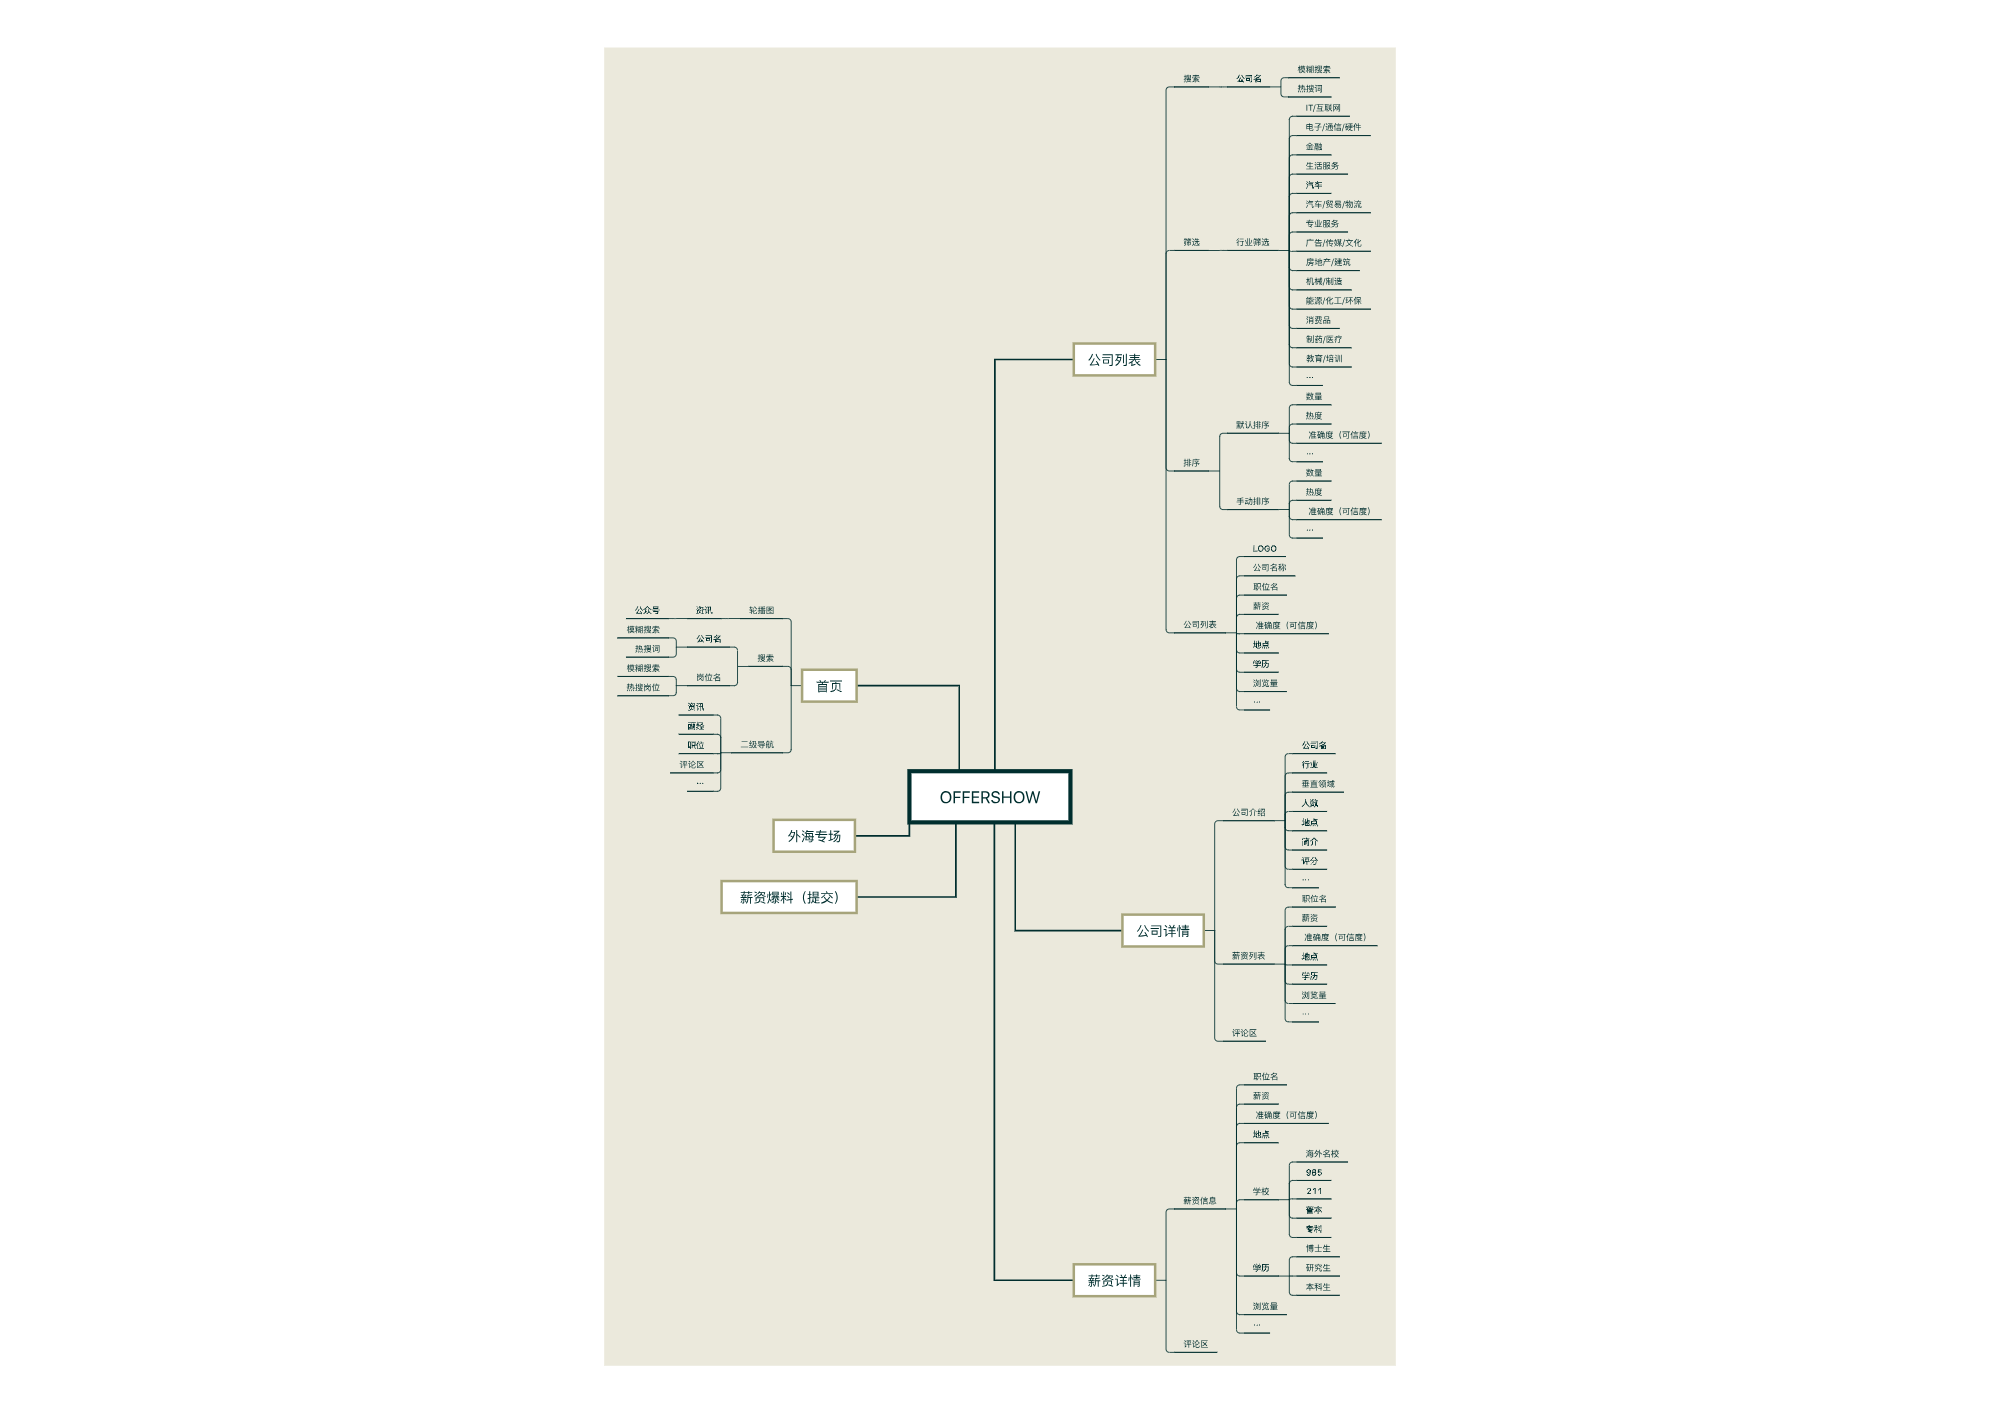 OFFERSHOW
公司列表
搜索
公司名
模糊搜索
热搜词
筛选
行业筛选
IT/互联网
电子/通信/硬件
金融
生活服务
汽车
汽车/贸易/物流
专业服务
广告/传媒/文化
房地产/建筑
机械/制造
能源/化工/环保
消费品
制药/医疗
教育/培训
...
排序
默认排序
数量
热度
准确度（可信度）
...
手动排序
数量
热度
准确度（可信度）
...
公司列表
LOGO
公司名称
职位名
薪资
准确度（可信度）
地点
学历
浏览量
...
首页
轮播图
资讯
公众号
搜索
公司名
模糊搜索
热搜词
岗位名
模糊搜索
热搜岗位
二级导航
资讯
面经
职位
评论区
...
外海专场
薪资爆料（提交）
公司详情
公司介绍
公司名
行业
垂直领域
人数
地点
简介
评分
...
薪资列表
职位名
薪资
准确度（可信度）
地点
学历
浏览量
...
评论区
薪资详情
薪资信息
职位名
薪资
准确度（可信度）
地点
学校
海外名校
985
211
普本
专科
学历
博士生
研究生
本科生
浏览量
...
评论区